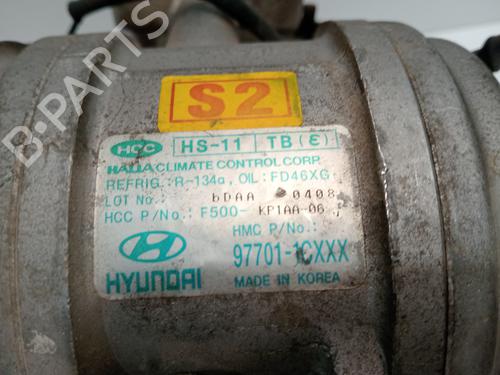 S2
HCC HS-11 TB(ε)
HALLA CLIMATE CONTROL CORP.
REFRIG.:R-134a, OIL: FD46XG
LOT No.: bDAA 0408
HCC P/No.: F500-KP1AA-06
HMC P/No.:
97701-1CXXX
HYUNDAI
MADE IN KOREA
B-PARTS